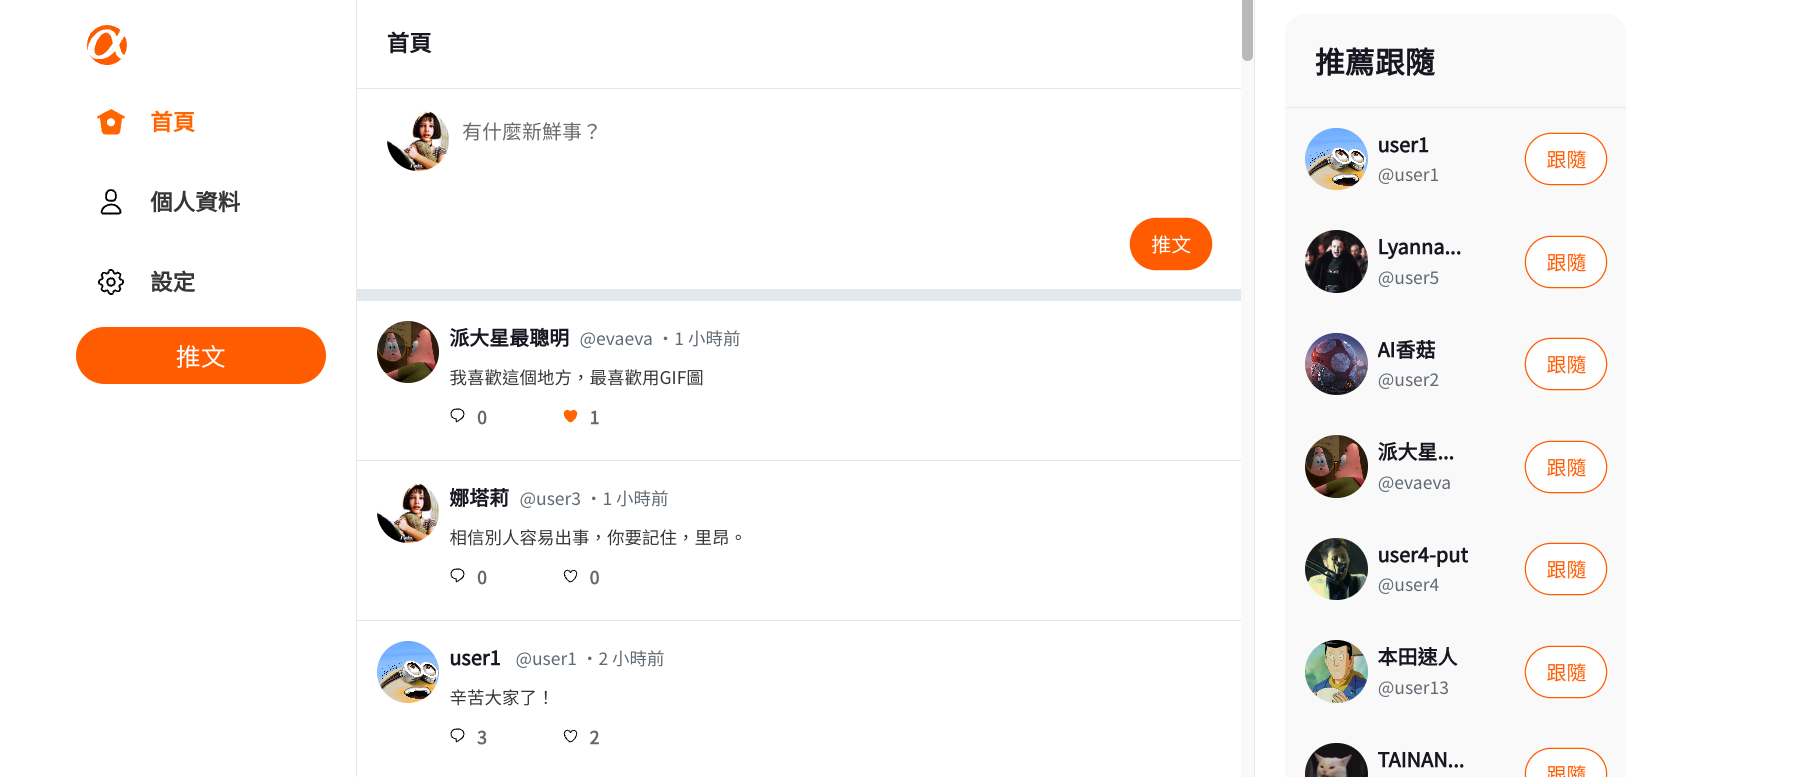 首頁
個人資料
設定
推文
首頁
有什麼新鮮事？
推文
派大星最聰明 @evaeva・1 小時前
我喜歡這個地方，最喜歡用GIF圖
0 1
娜塔莉 @user3・1 小時前
相信別人容易出事，你要記住，里昂。
0 0
user1 @user1・2 小時前
辛苦大家了！
3 2
推薦跟隨
user1
@user1
跟隨
Lyanna...
@user5
跟隨
AI香菇
@user2
跟隨
派大星...
@evaeva
跟隨
user4-put
@user4
跟隨
本田速人
@user13
跟隨
TAINAN...
跟隨